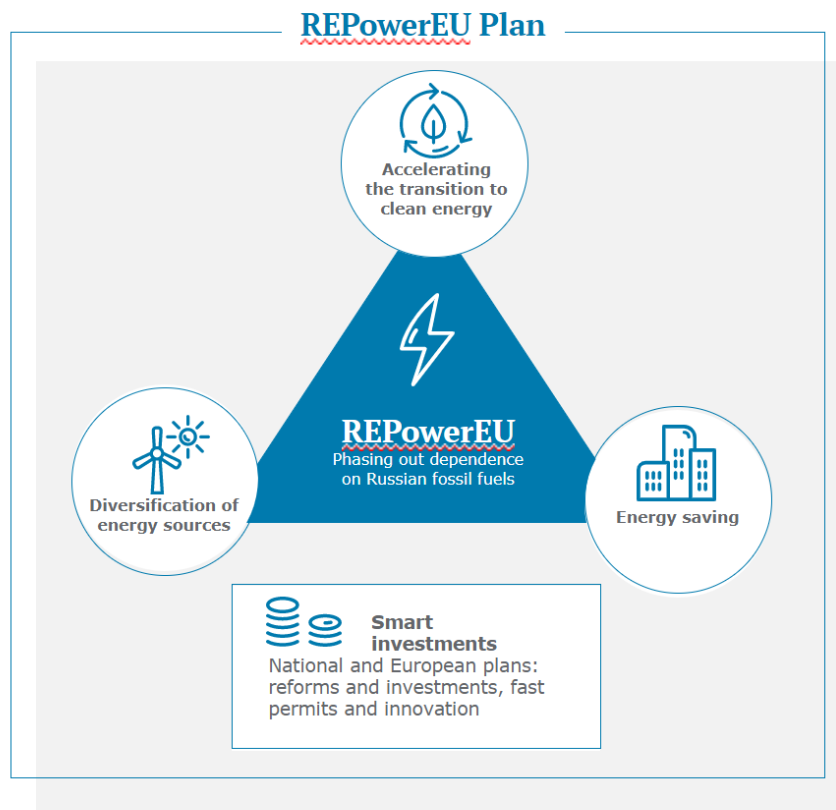 REPowerEU Plan
Accelerating
the transition to
clean energy
REPowerEU
Phasing out dependence
on Russian fossil fuels
Diversification of
energy sources
Energy saving
Smart
investments
National and European plans:
reforms and investments, fast
permits and innovation